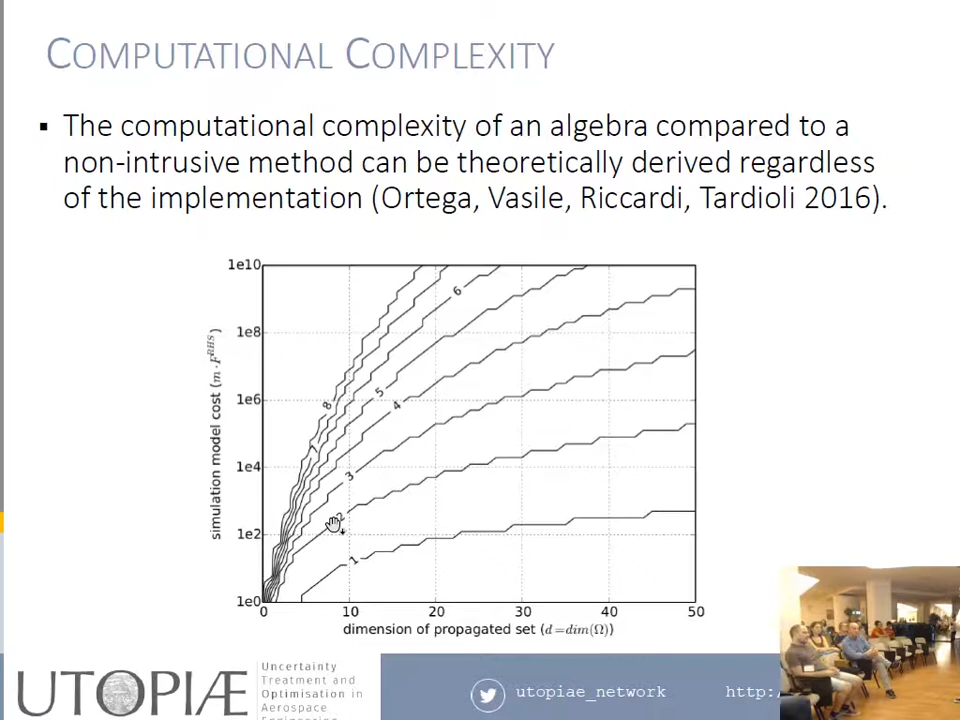 COMPUTATIONAL COMPLEXITY
▪ The computational complexity of an algebra compared to a
non-intrusive method can be theoretically derived regardless
of the implementation (Ortega, Vasile, Riccardi, Tardioli 2016).
1e10
1e8
1e6
1e4
1e2
1e0
simulation model cost (m · F^RHS)
8
6
5
4
3
2
1
0 10 20 30 40 50
dimension of propagated set (d = dim(Ω))
UTOPIÆ
Uncertainty
Treatment and
Optimisation in
Aerospace
utopiae_network
http: